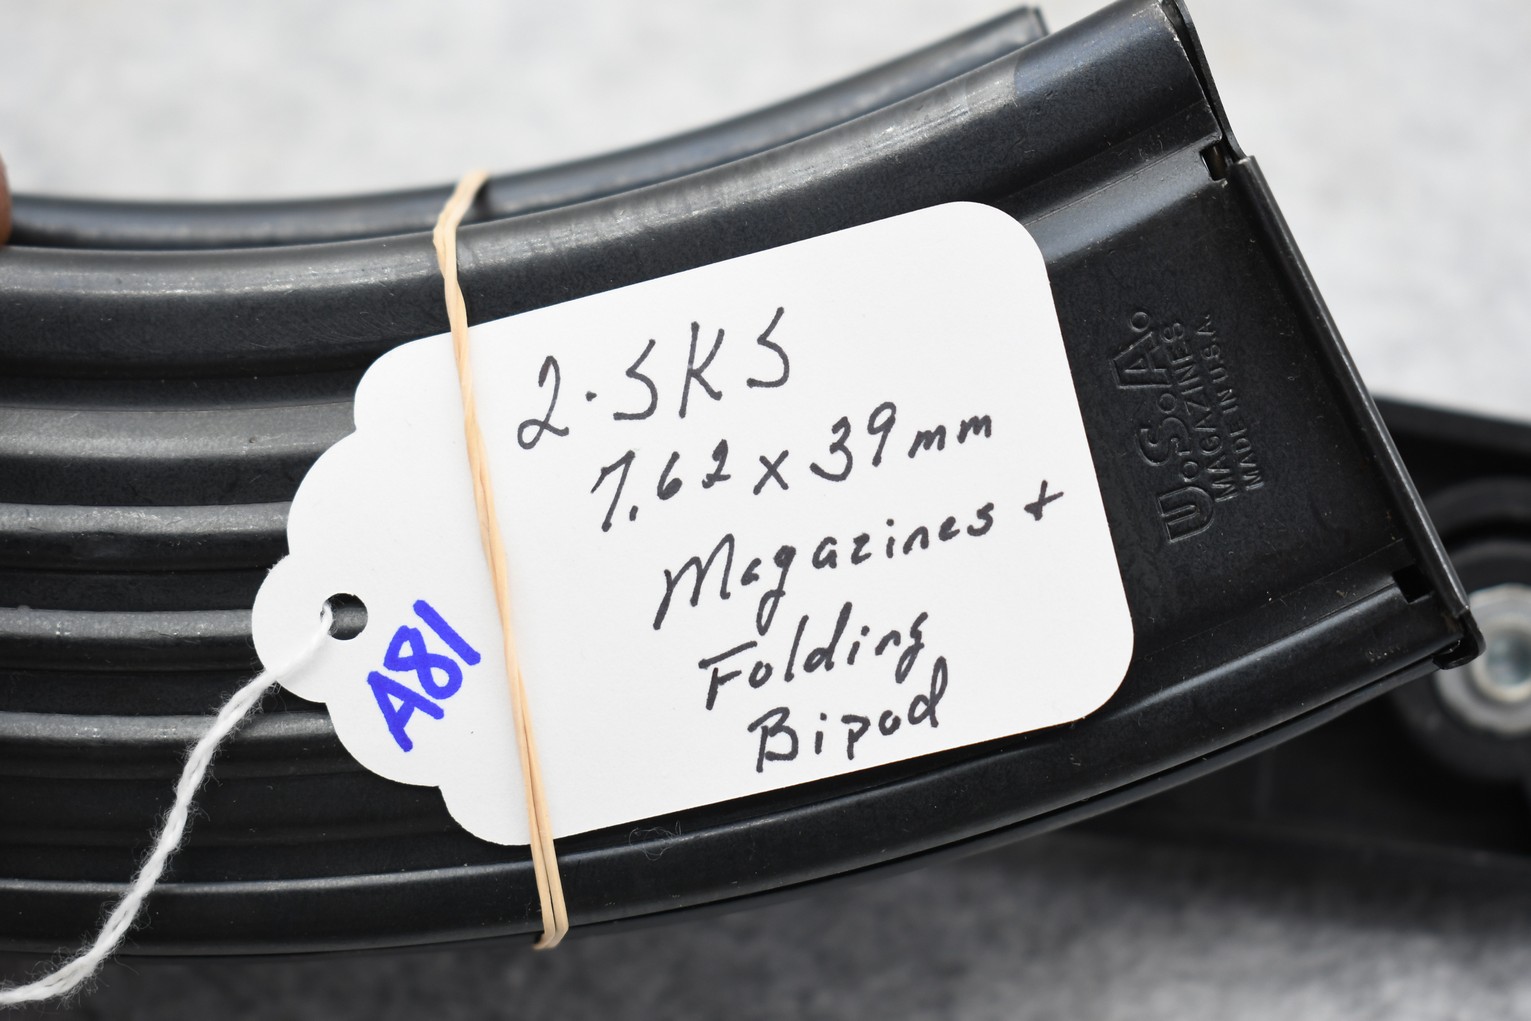 2·SKS
7.62 x 39mm
Magazines +
Folding
Bipod
A81
U.S.A.
MAGAZINES
MADE IN U.S.A.